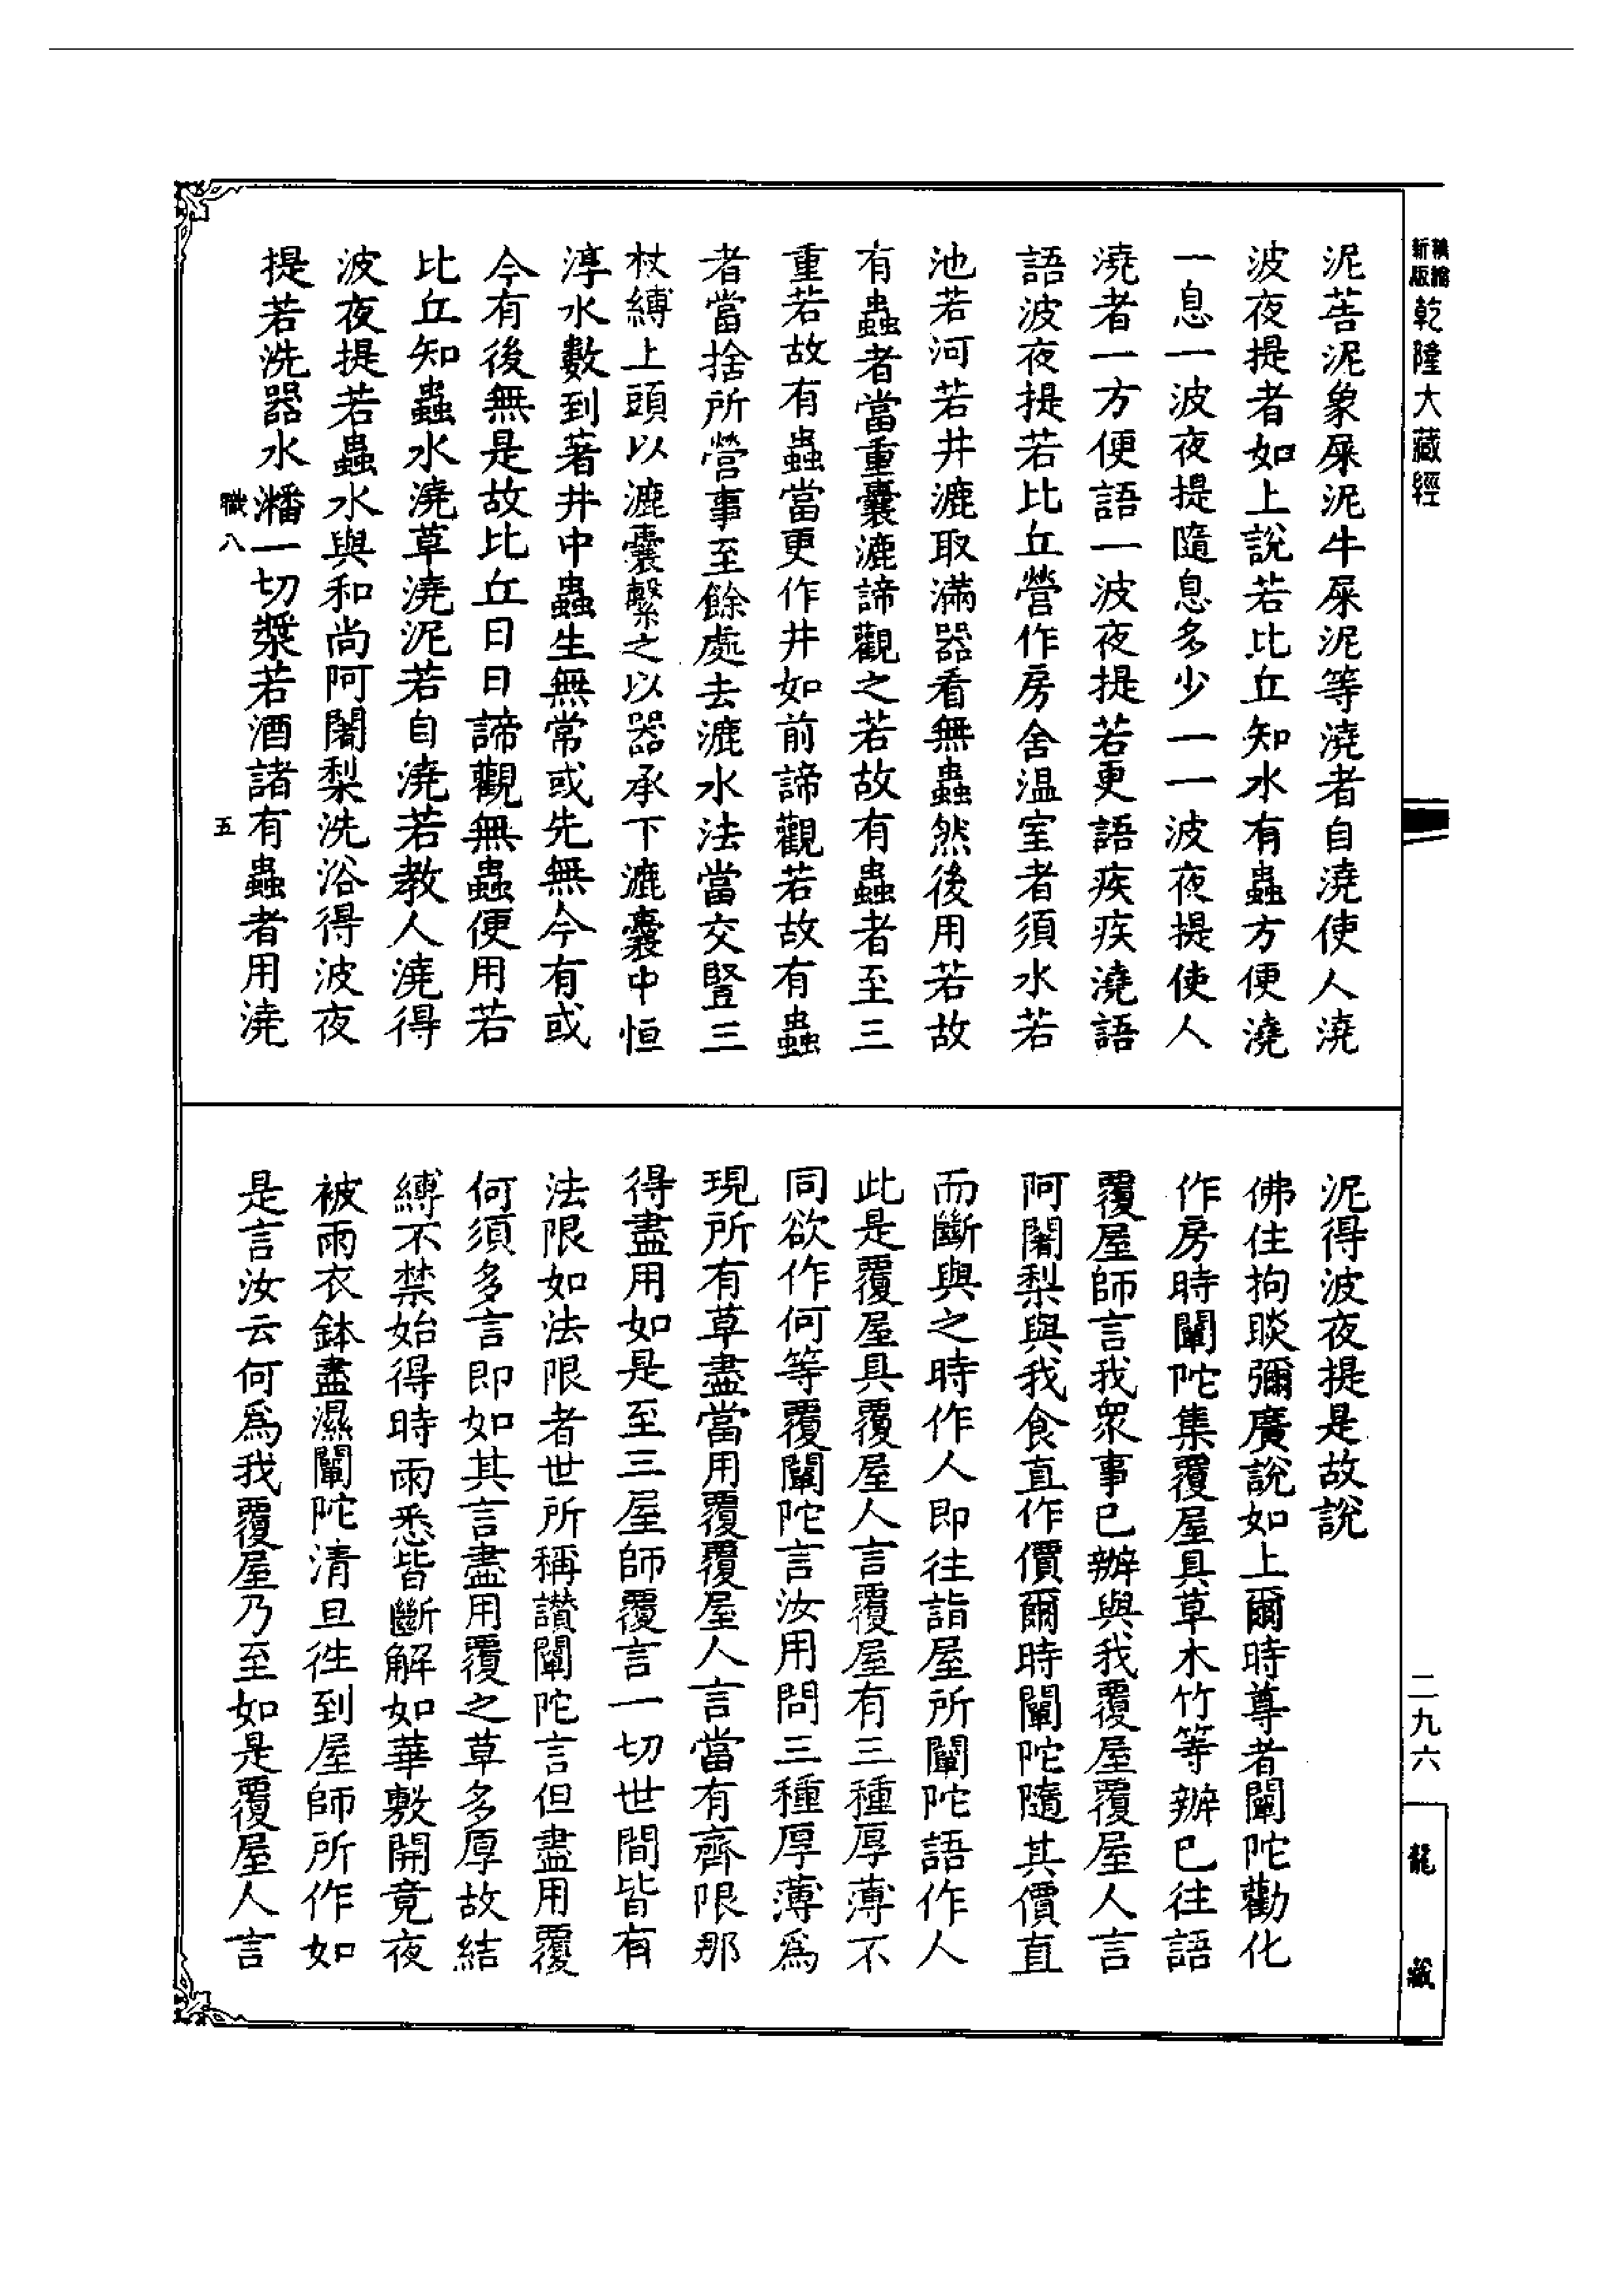 乾隆大藏經
泥䓤泥象屎泥牛屎泥等澆者自澆使人澆
波夜提者如上說若比丘知水有蟲方便澆
一息一波夜提隨息多少一一波夜提使人
澆者一方便語一波夜提若更語疾疾澆語
語波夜提若比丘營作房舍温室者須水若
池若河若井漉取滿器看無蟲然後用若故
有蟲者當重囊漉諦觀之若故有蟲者至三
重若故有蟲當更作井如前諦觀若故有蟲
者當捨所營事至餘處去漉水法當交豎三
杖縛上頭以漉囊繫之以器承下漉囊中恒
渟水數到著井中蟲生無常或先無今有或
今有後無是故比丘日日諦觀無蟲便用若
比丘知蟲水澆草澆泥若自澆若教人澆得
波夜提若蟲水與和尚阿闍梨洗浴得波夜
提若洗器水潘一切漿若酒諸有蟲者用澆
職八
五
泥得波夜提是故說
佛住拘睒彌廣說如上爾時尊者闡陀勸化
作房時闡陀集覆屋具草木竹等辦已往語
覆屋師言我衆事已辦與我覆屋覆屋人言
阿闍梨與我食直作價爾時闡陀隨其價直
而斷與之時作人即往詣屋所闡陀語作人
此是覆屋具覆屋人言覆屋有三種厚薄不
同欲作何等覆闡陀言汝用問三種厚薄爲
現所有草盡當用覆覆屋人言當有齊限那
得盡用如是至三屋師覆言一切世間皆有
法限如法限者世所稱讚闡陀言但盡用覆
何須多言即如其言盡用覆之草多厚故結
縛不禁始得時雨悉皆斷解如華敷開竟夜
被雨衣鉢盡濕闡陀清旦徃到屋師所作如
是言汝云何爲我覆屋乃至如是覆屋人言
二九六
龍藏